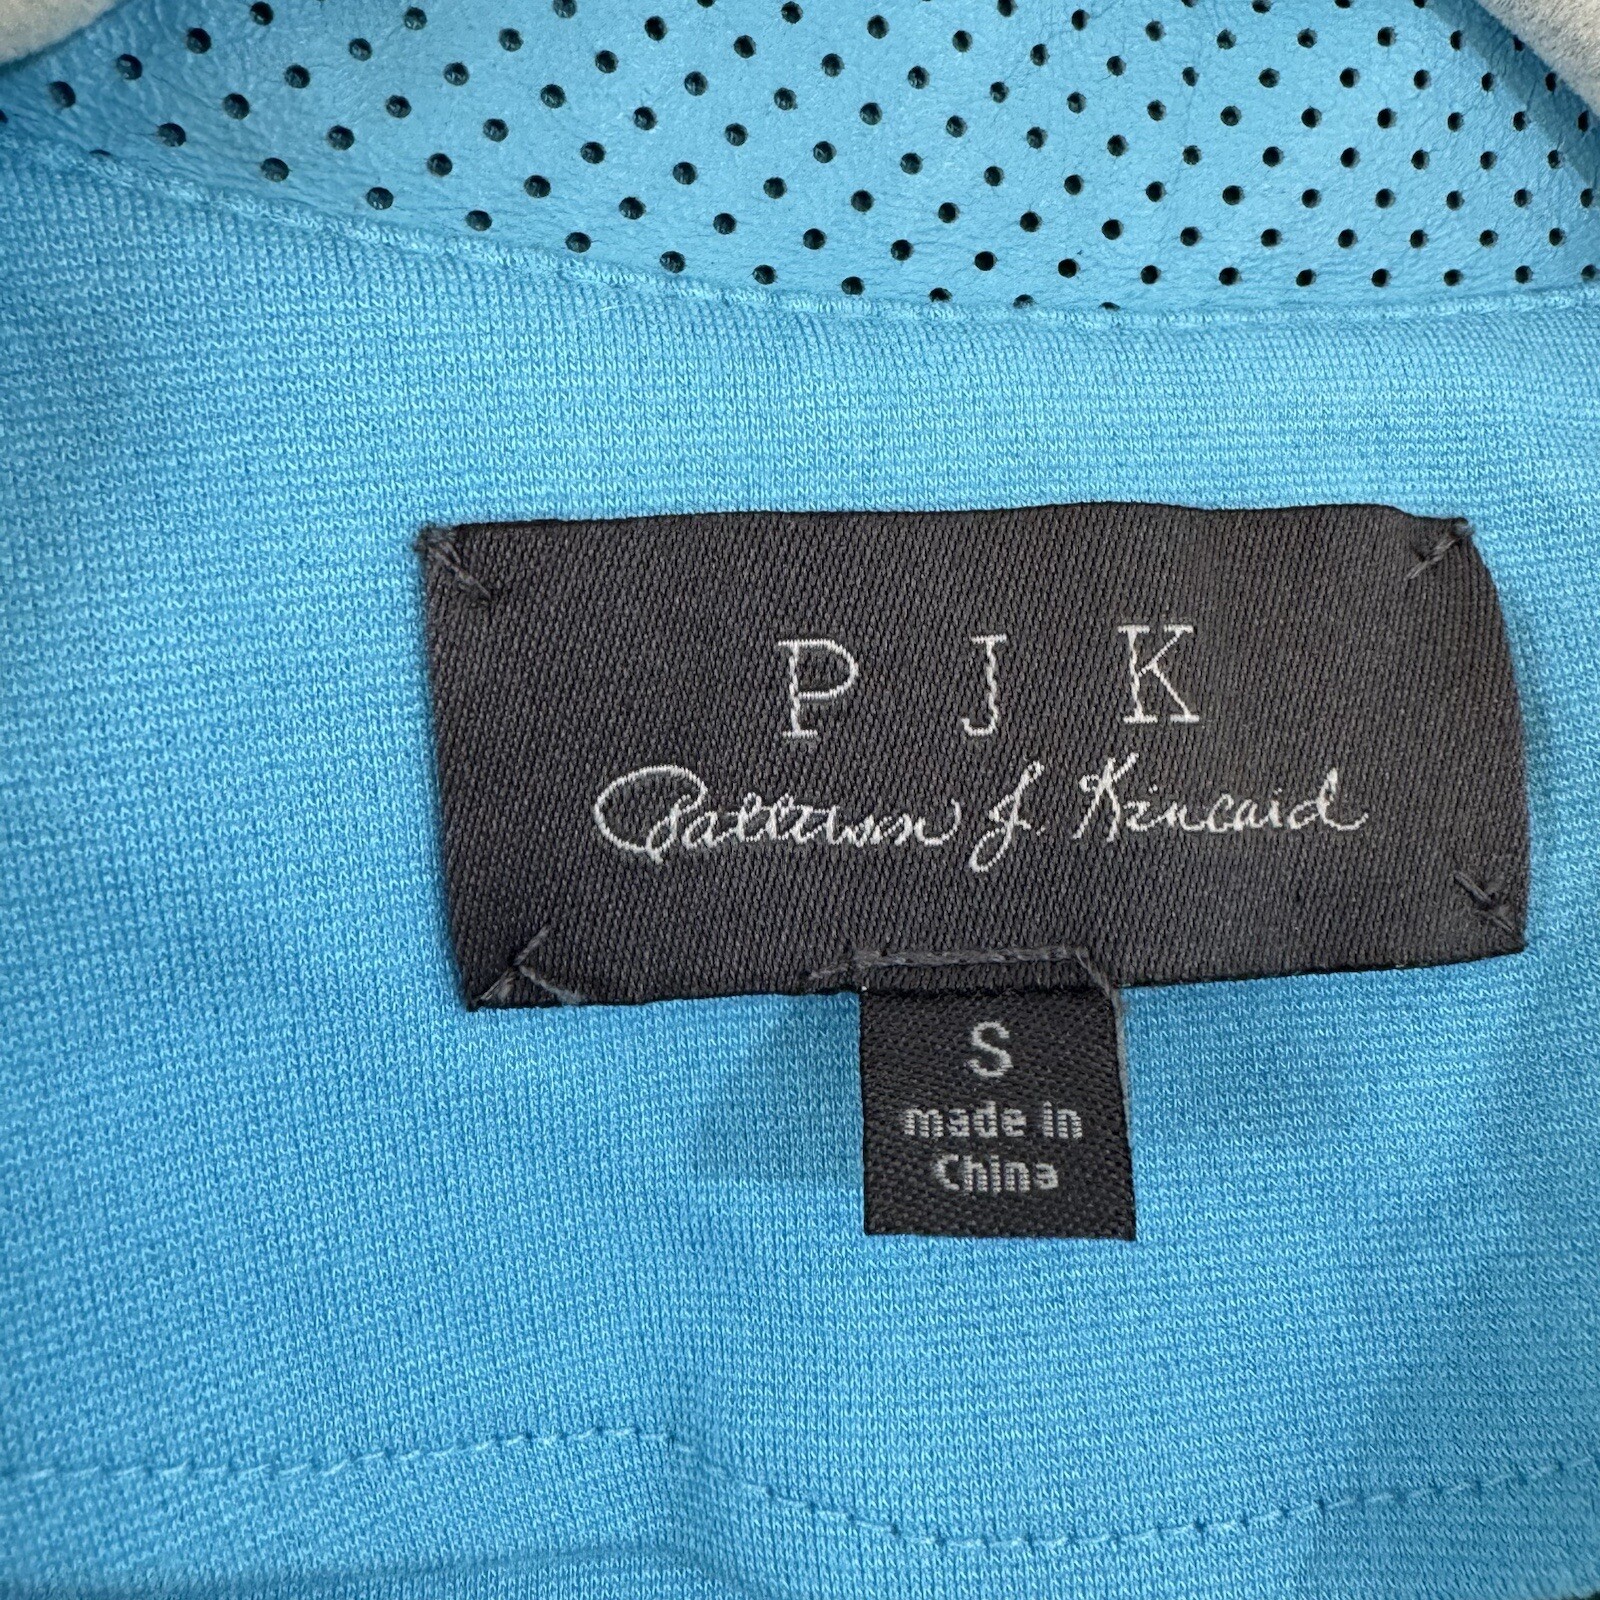 P J K
Patterson J. Kincaid
S
made in
China